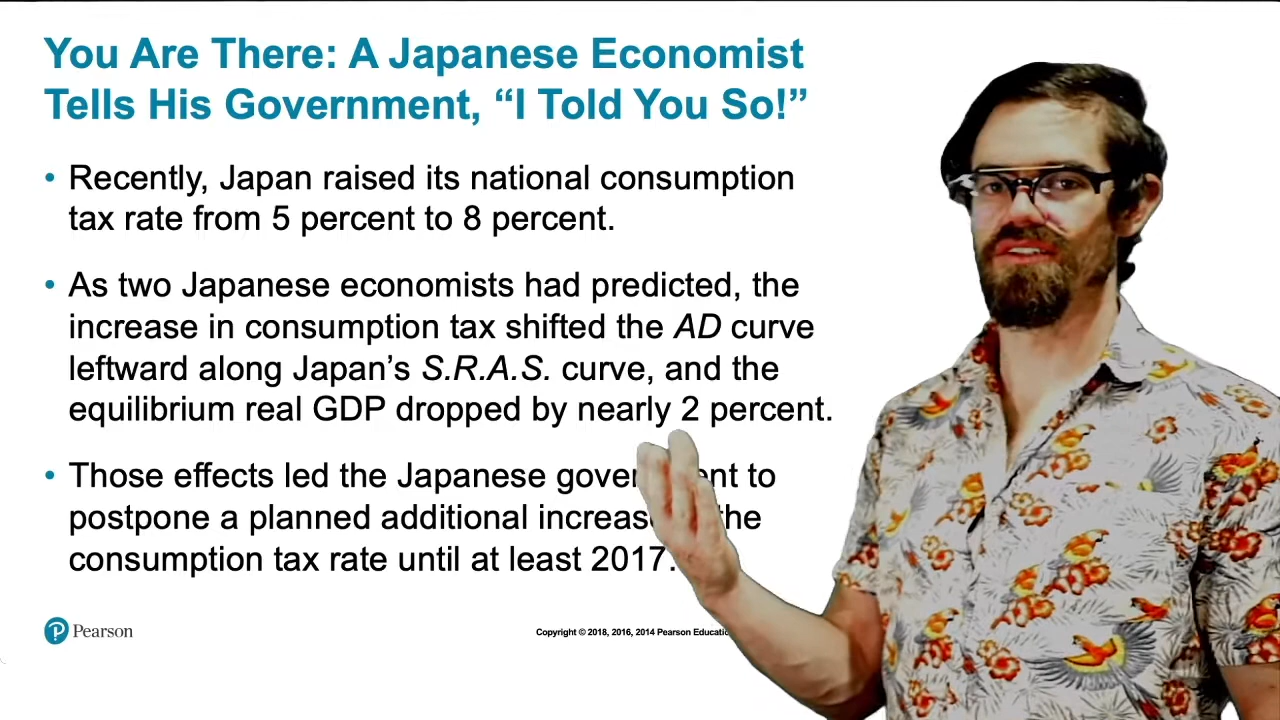 You Are There: A Japanese Economist
Tells His Government, “I Told You So!”
• Recently, Japan raised its national consumption
tax rate from 5 percent to 8 percent.
• As two Japanese economists had predicted, the
increase in consumption tax shifted the AD curve
leftward along Japan’s S.R.A.S. curve, and the
equilibrium real GDP dropped by nearly 2 percent.
• Those effects led the Japanese to
postpone a planned additional the
consumption tax rate until at least 2017.
Pearson
Copyright © 2018, 2016, 2014 Pearson